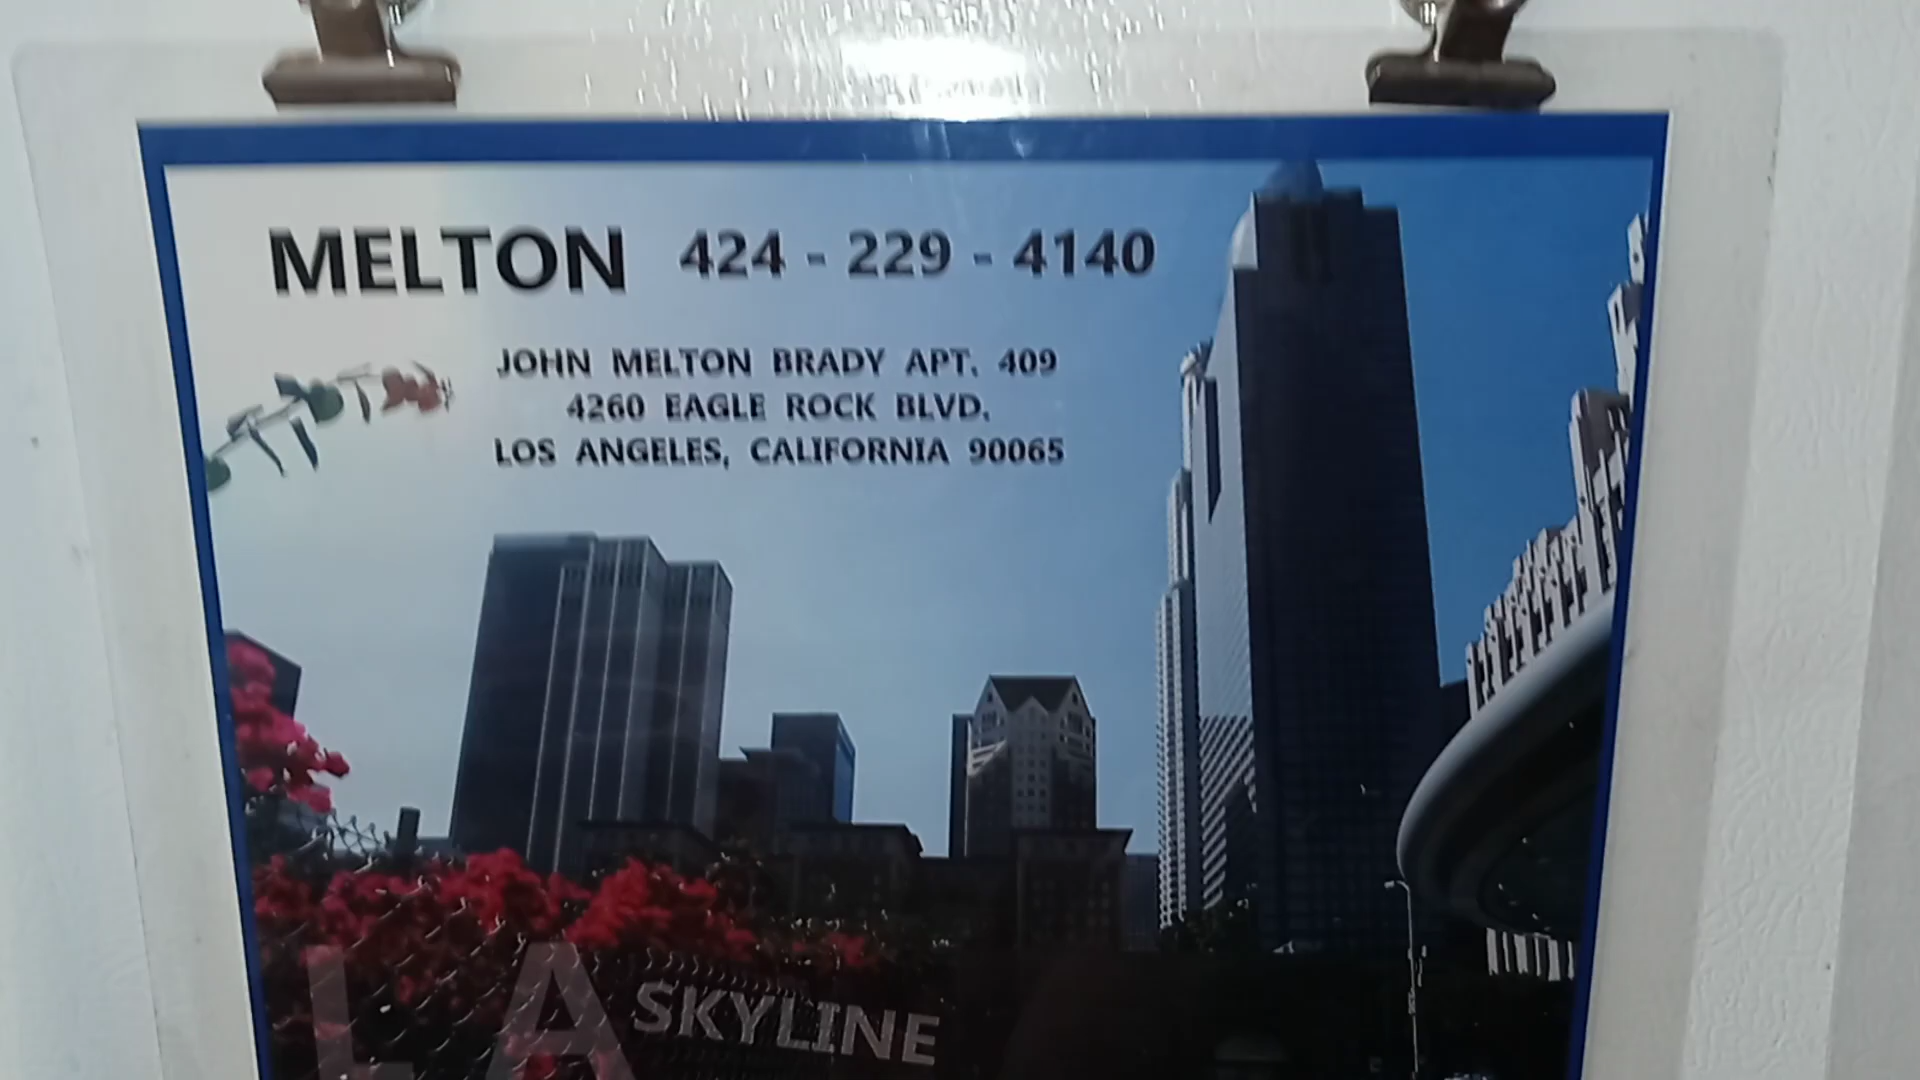 MELTON 424 - 229 - 4140
JOHN MELTON BRADY APT. 409
4260 EAGLE ROCK BLVD.
LOS ANGELES, CALIFORNIA 90065
LA SKYLINE